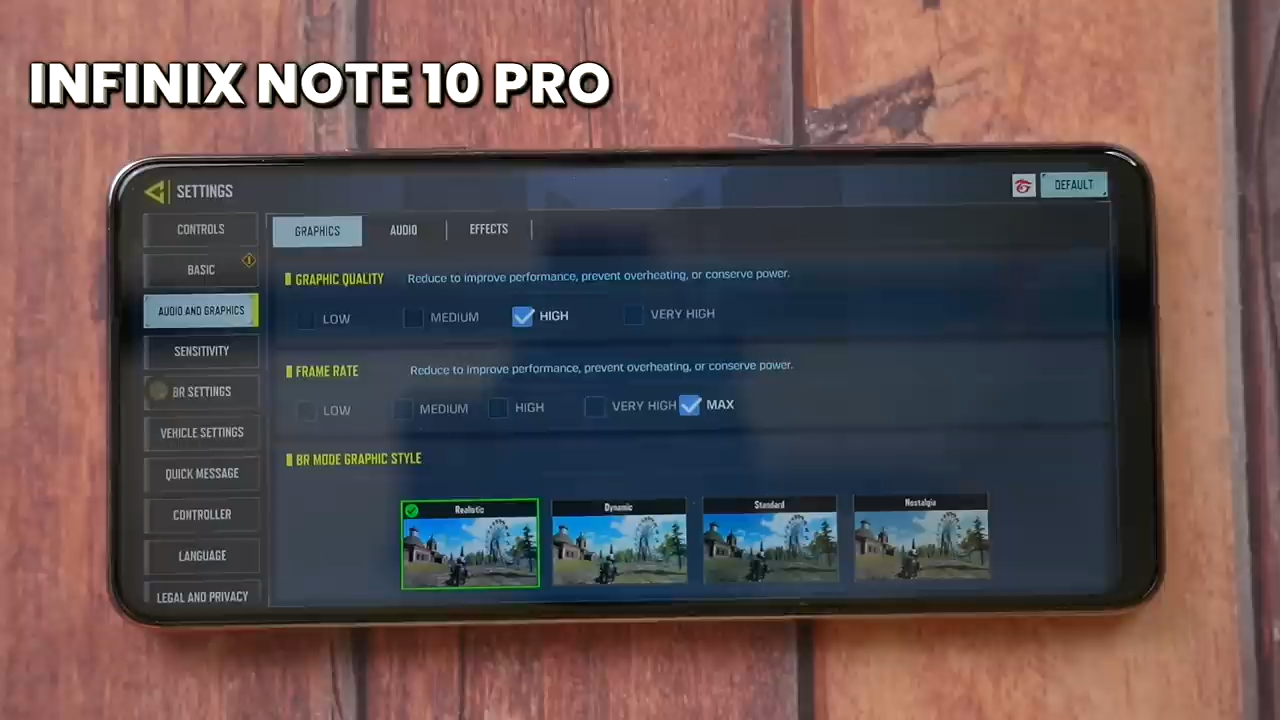 INFINIX NOTE 10 PRO
SETTINGS
DEFAULT
CONTROLS
BASIC
AUDIO AND GRAPHICS
SENSITIVITY
BR SETTINGS
VEHICLE SETTINGS
QUICK MESSAGE
CONTROLLER
LANGUAGE
LEGAL AND PRIVACY
GRAPHICS AUDIO EFFECTS
GRAPHIC QUALITY Reduce to improve performance, prevent overheating, or conserve power.
LOW MEDIUM HIGH VERY HIGH
FRAME RATE Reduce to improve performance, prevent overheating, or conserve power.
LOW MEDIUM HIGH VERY HIGH MAX
BR MODE GRAPHIC STYLE
Realistic Dynamic Standard Nostalgia